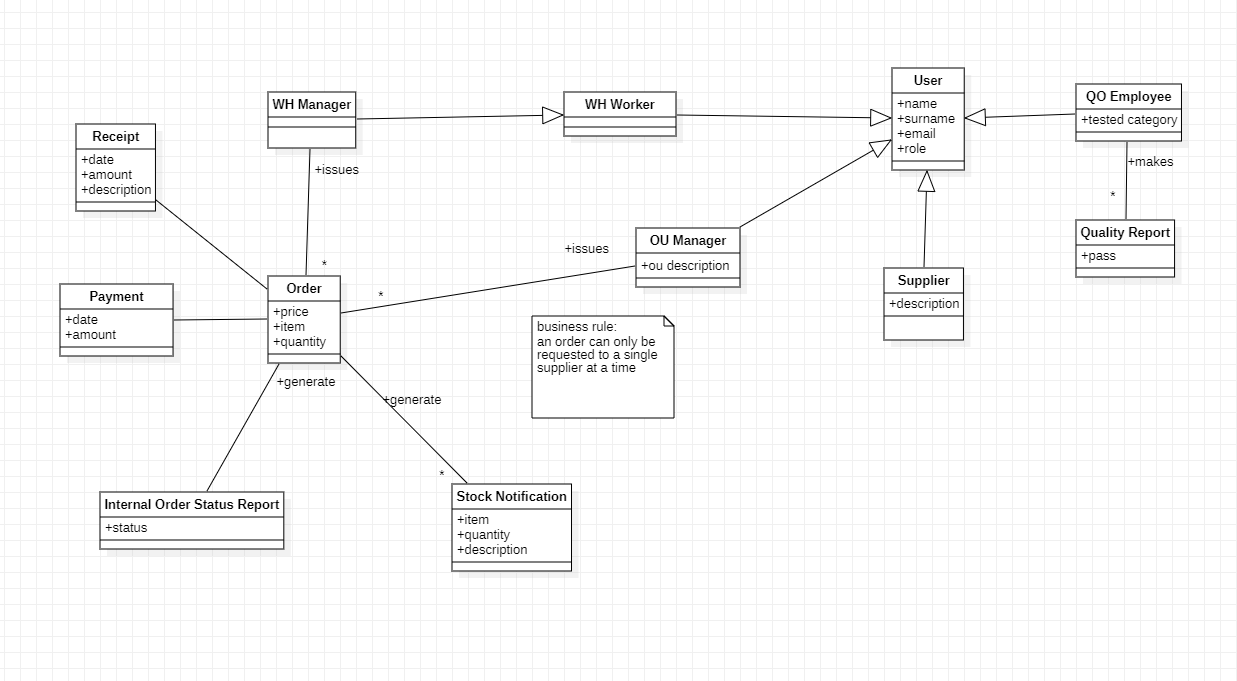 User
+name
+surname
+email
+role
QO Employee
+tested category
WH Manager
WH Worker
Receipt
+date
+amount
+description
+issues
*
+makes
*
Quality Report
+pass
OU Manager
+ou description
+issues
*
Supplier
+description
Order
+price
+item
+quantity
Payment
+date
+amount
business rule:
an order can only be
requested to a single
supplier at a time
+generate
+generate
*
Internal Order Status Report
+status
Stock Notification
+item
+quantity
+description